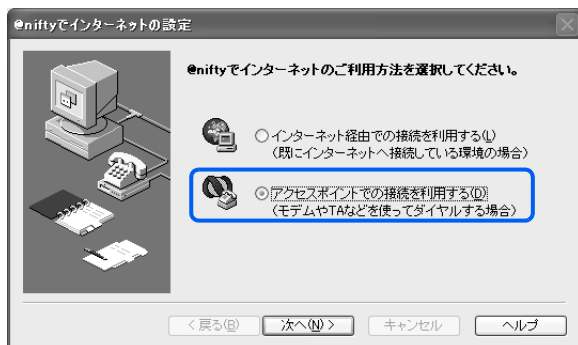 @niftyでインターネットの設定
@niftyでインターネットのご利用方法を選択してください。
インターネット経由での接続を利用する(L)
(既にインターネットへ接続している環境の場合)
アクセスポイントでの接続を利用する(D)
(モデムやTAなどを使ってダイヤルする場合)
< 戻る(B)
次へ(N) >
キャンセル
ヘルプ